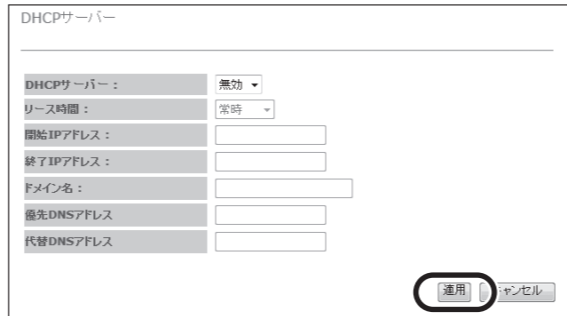 DHCPサーバー
DHCPサーバー： 無効
リース時間： 常時
開始IPアドレス：
終了IPアドレス：
ドメイン名：
優先DNSアドレス
代替DNSアドレス
適用 キャンセル